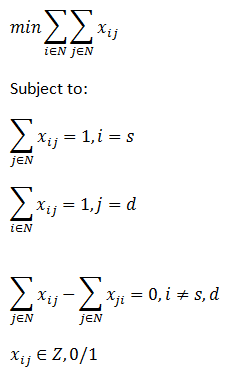 min ∑_{i∈N} ∑_{j∈N} x_{ij}
Subject to:
∑_{j∈N} x_{ij} = 1, i = s
∑_{i∈N} x_{ij} = 1, j = d
∑_{j∈N} x_{ij} − ∑_{j∈N} x_{ji} = 0, i ≠ s, d
x_{ij} ∈ Z, 0/1